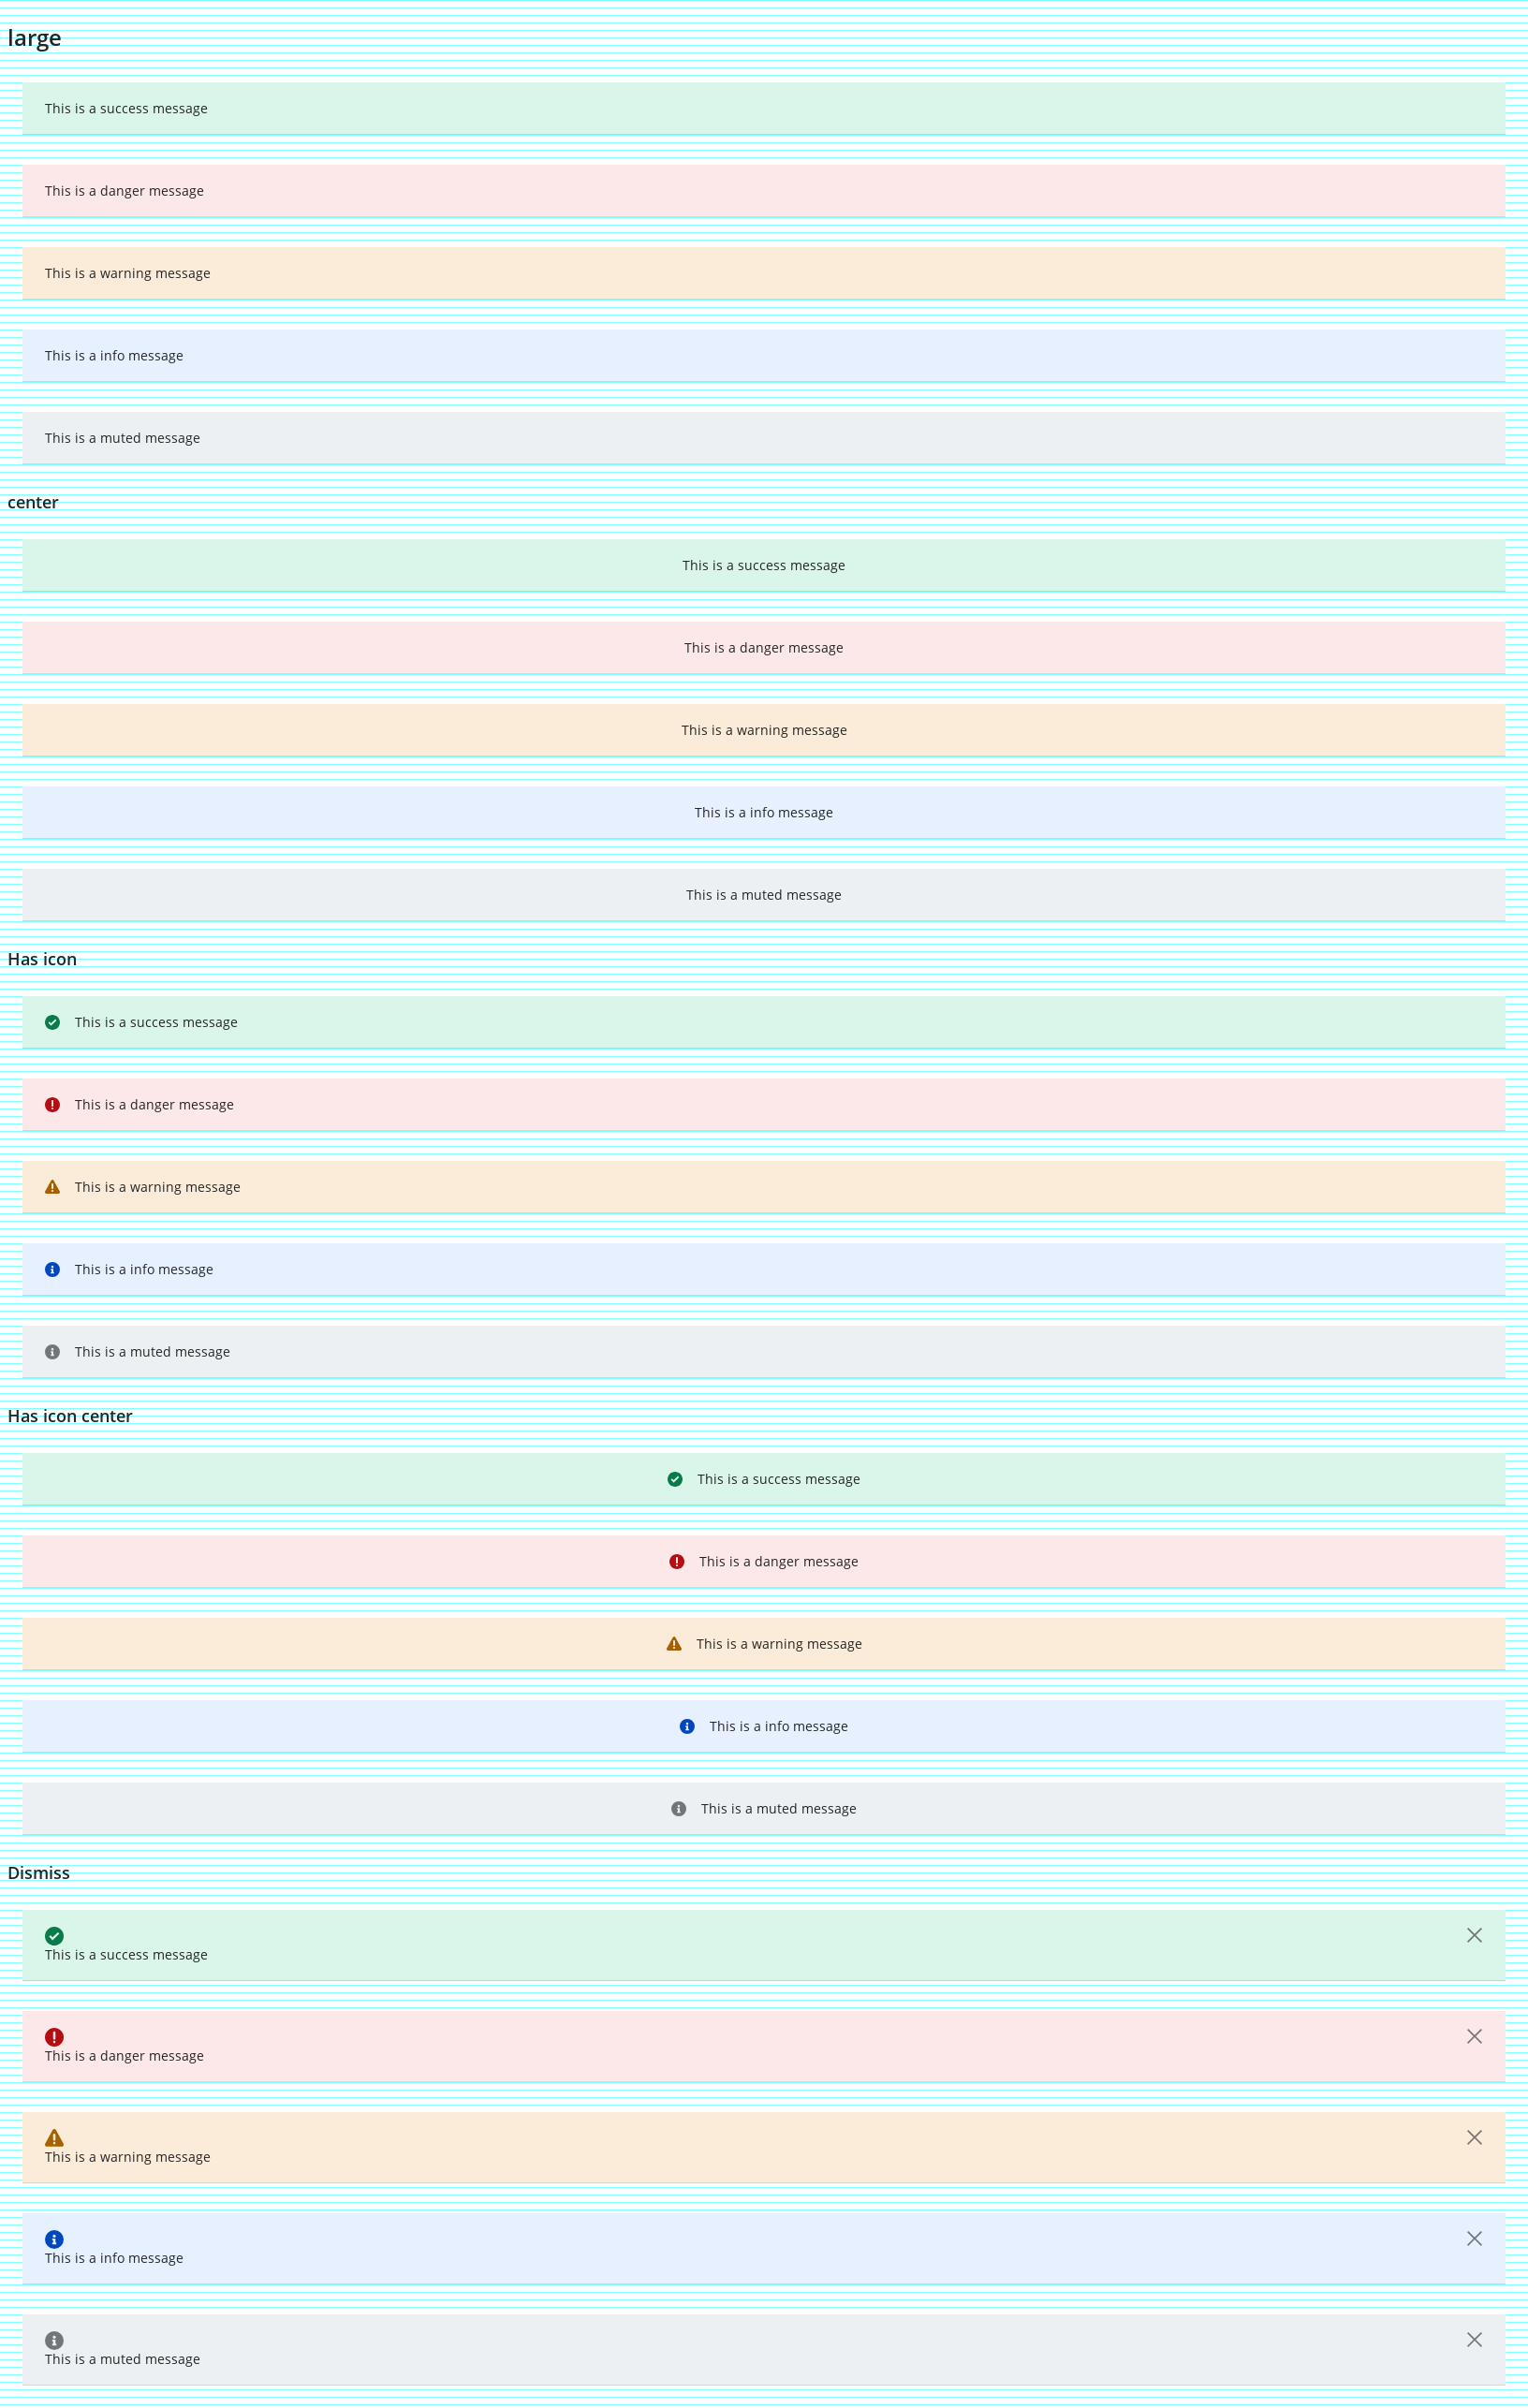 large
This is a success message
This is a danger message
This is a warning message
This is a info message
This is a muted message
center
This is a success message
This is a danger message
This is a warning message
This is a info message
This is a muted message
Has icon
This is a success message
This is a danger message
This is a warning message
This is a info message
This is a muted message
Has icon center
This is a success message
This is a danger message
This is a warning message
This is a info message
This is a muted message
Dismiss
This is a success message
This is a danger message
This is a warning message
This is a info message
This is a muted message